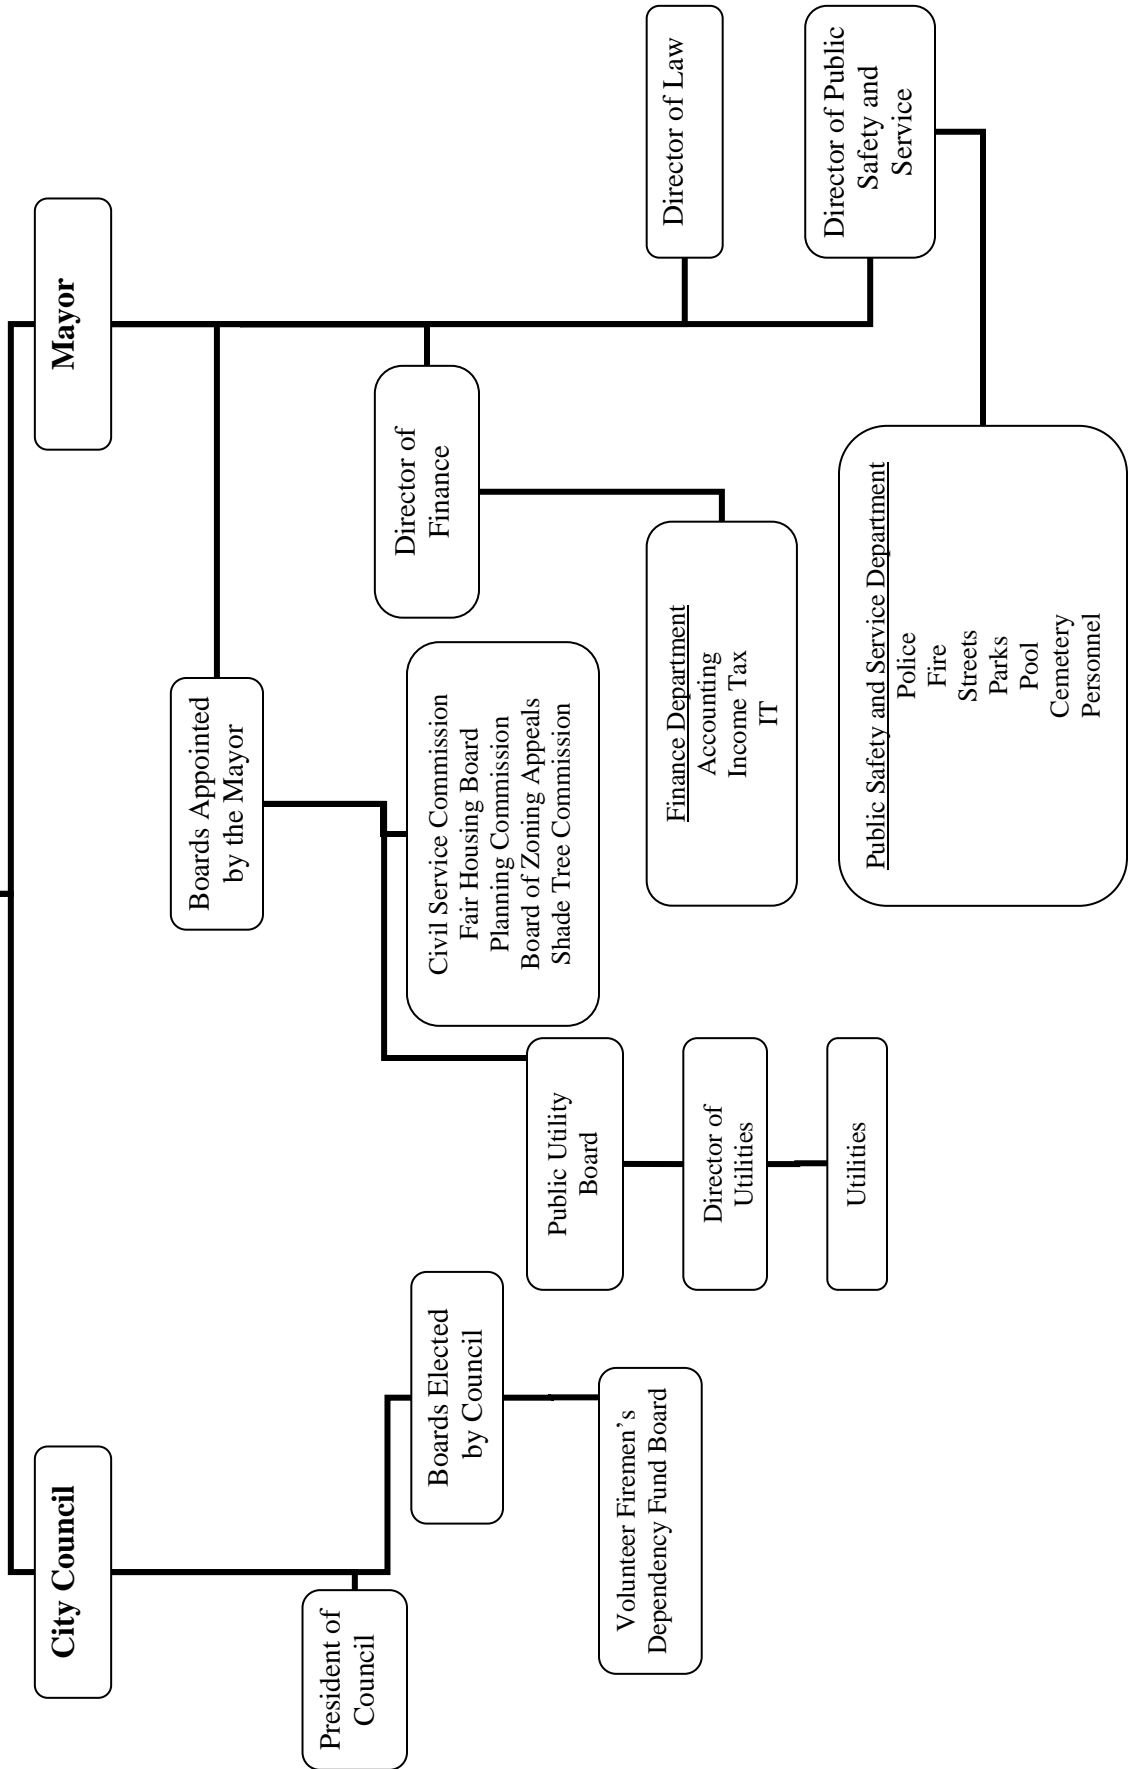 City Council
Mayor
Boards Appointed
by the Mayor
President of
Council
Director of
Finance
Boards Elected
by Council
Civil Service Commission
Fair Housing Board
Planning Commission
Board of Zoning Appeals
Shade Tree Commission
Public Utility
Board
Volunteer Firemen’s
Dependency Fund Board
Director of Law
Finance Department
Accounting
Income Tax
IT
Director of
Utilities
Director of Public
Safety and
Service
Utilities
Public Safety and Service Department
Police
Fire
Streets
Parks
Pool
Cemetery
Personnel